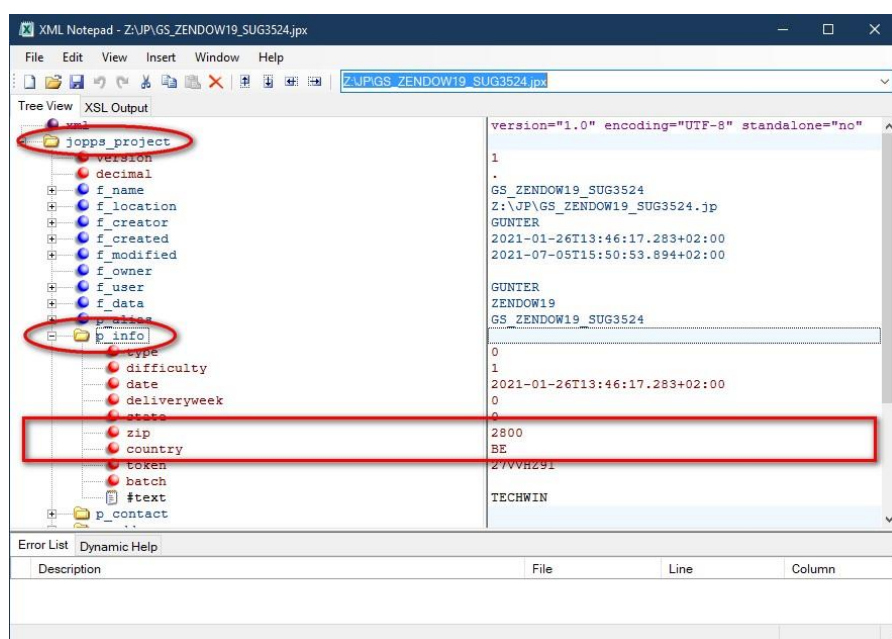 XML Notepad - Z:\JP\GS_ZENDOW19_SUG3524.jpx
File Edit View Insert Window Help
Z:\JP\GS_ZENDOW19_SUG3524.jpx
Tree View XSL Output
xml version="1.0" encoding="UTF-8" standalone="no"
jopps_project
version 1
decimal .
f_name GS_ZENDOW19_SUG3524
f_location Z:\JP\GS_ZENDOW19_SUG3524.jp
f_creator GUNTER
f_created 2021-01-26T13:46:17.283+02:00
f_modified 2021-07-05T15:50:53.894+02:00
f_owner
f_user GUNTER
f_data ZENDOW19
p_alias GS_ZENDOW19_SUG3524
p_info
type 0
difficulty 1
date 2021-01-26T13:46:17.283+02:00
deliveryweek 0
state 0
zip 2800
country BE
token 27VVHZ91
batch
#text TECHWIN
p_contact
Error List Dynamic Help
Description File Line Column